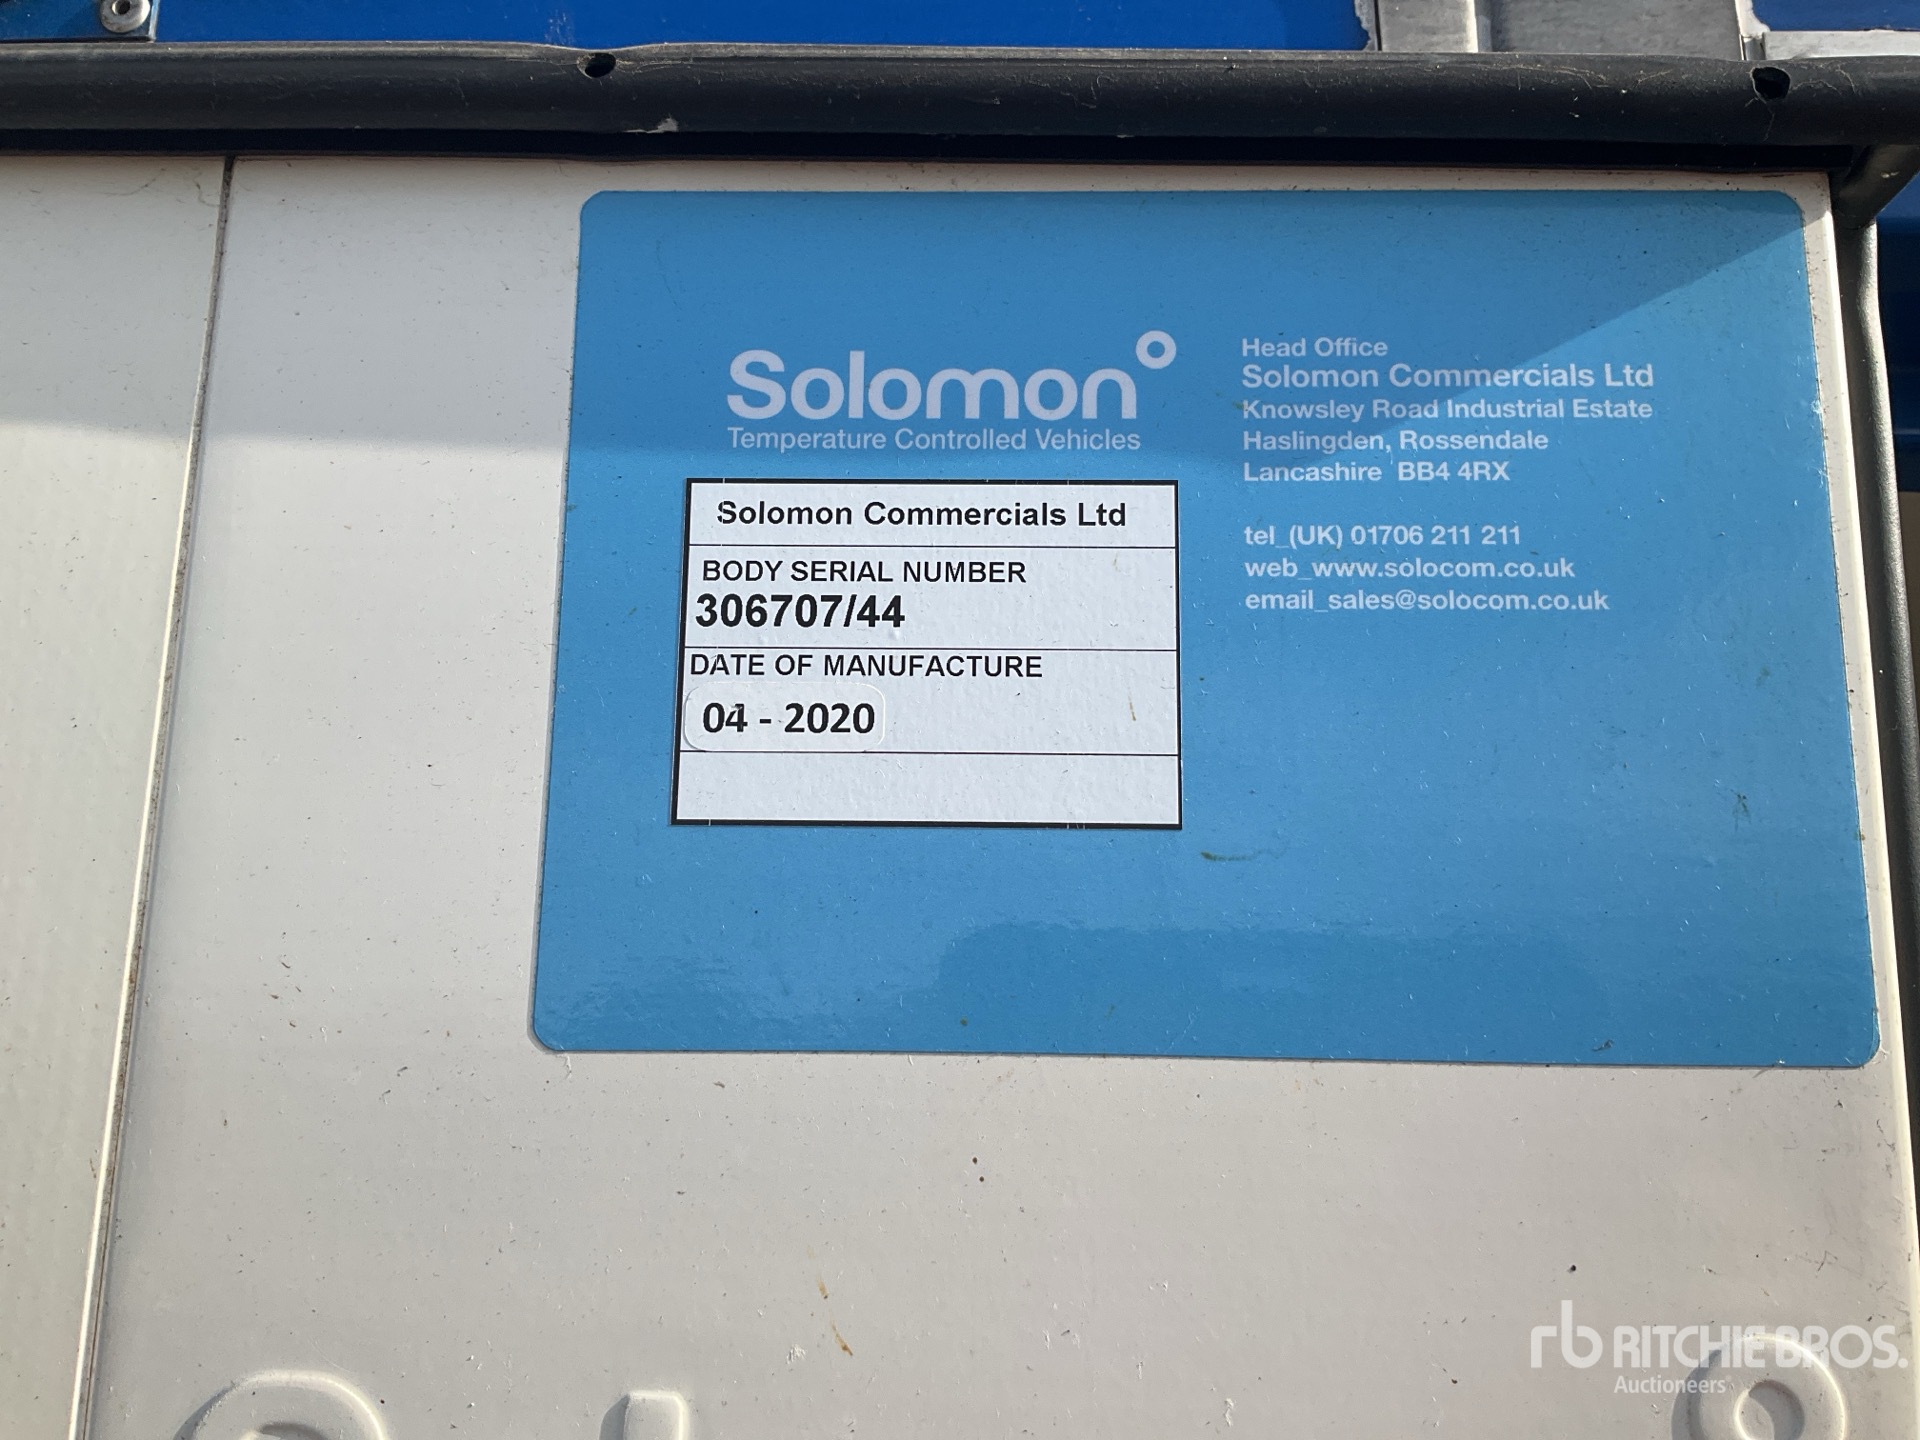 Solomon°
Temperature Controlled Vehicles
Solomon Commercials Ltd
BODY SERIAL NUMBER
306707/44
DATE OF MANUFACTURE
04 - 2020
Head Office
Solomon Commercials Ltd
Knowsley Road Industrial Estate
Haslingden, Rossendale
Lancashire BB4 4RX
tel_(UK) 01706 211 211
web_www.solocom.co.uk
email_sales@solocom.co.uk
rb RITCHIE BROS.
Auctioneers